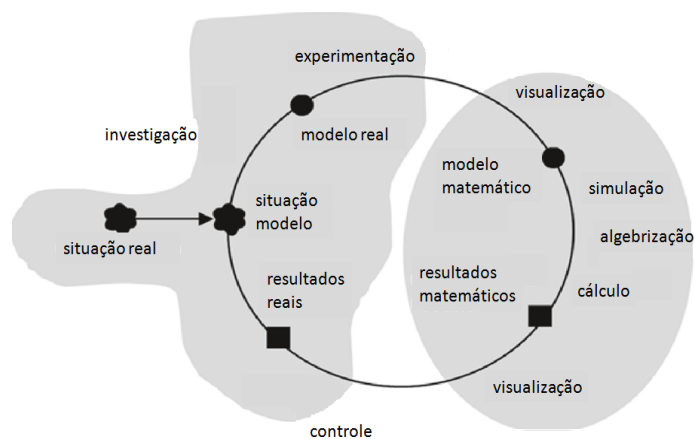 experimentação
visualização
investigação
modelo real
modelo
matemático
simulação
situação
modelo
situação real
algebrização
resultados
reais
resultados
matemáticos
cálculo
visualização
controle